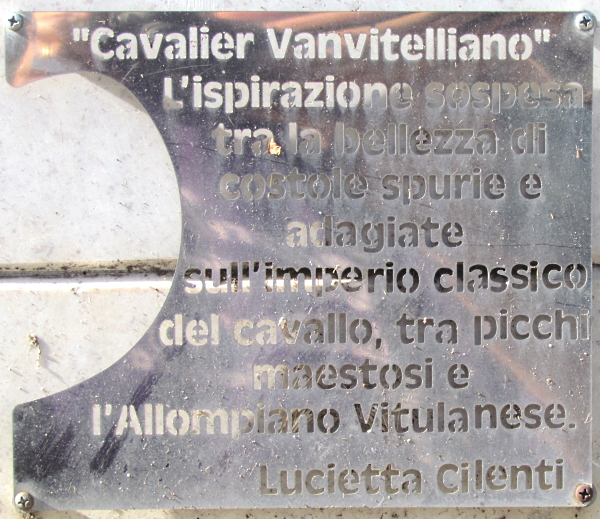 "Cavalier Vanvitelliano"
L'ispirazione sospesa
tra la bellezza di
costole spurie e
adagiate
sull'imperio classico
del cavallo, tra picchi
maestosi e
l'Allompiano Vitulanese.
Lucietta Cilenti